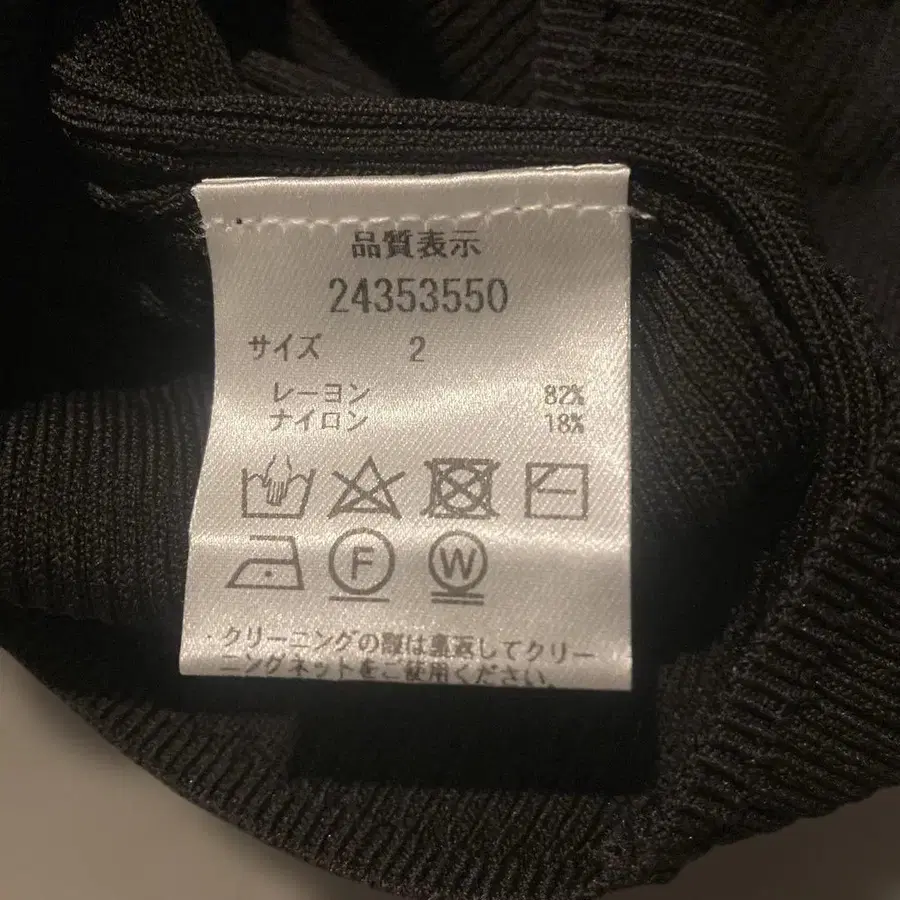 品質表示
24353550
サイズ 2
レーヨン 82%
ナイロン 18%
F W
・クリーニングの際は裏返してクリー
ニングネットをご使用ください。